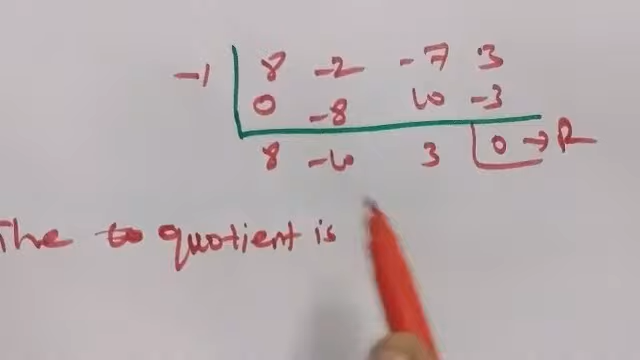 -1 8 -2 -7 3
0 -8 10 -3
8 -10 3 0 → R
The to quotient is